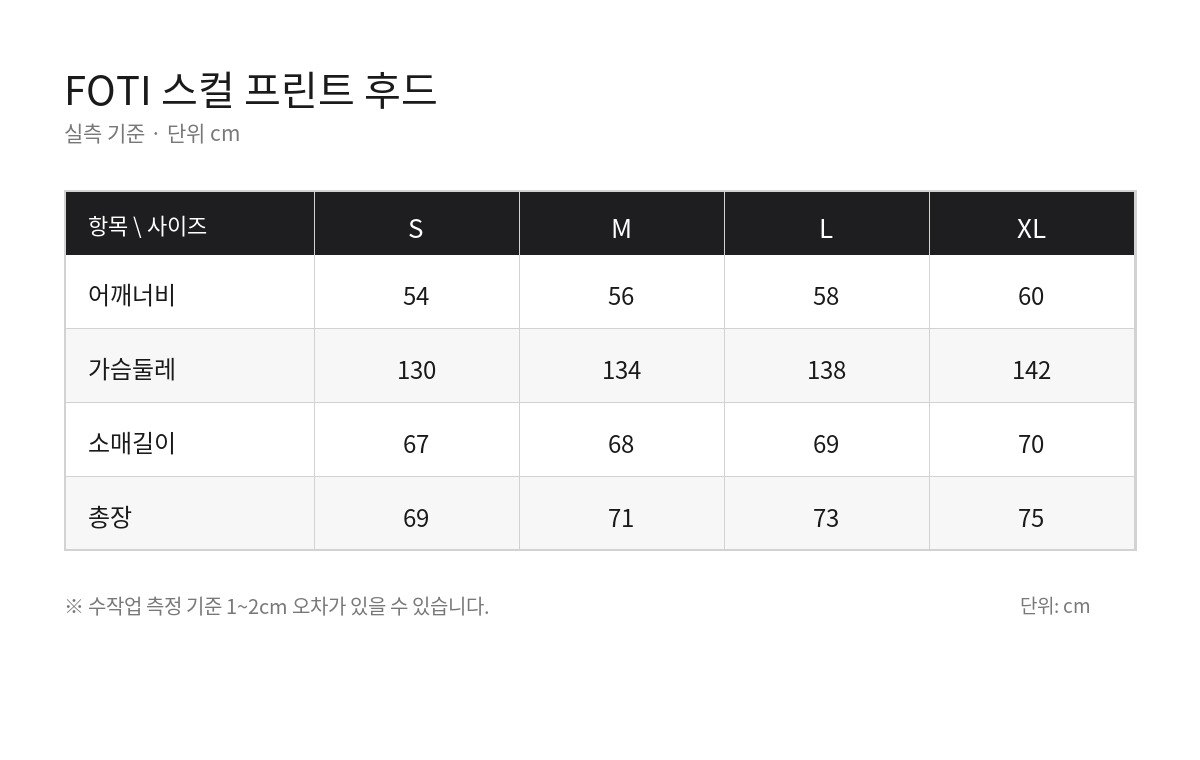 FOTI 스컬 프린트 후드
실측 기준 · 단위 cm
항목 \ 사이즈 S M L XL
어깨너비 54 56 58 60
가슴둘레 130 134 138 142
소매길이 67 68 69 70
총장 69 71 73 75
※ 수작업 측정 기준 1~2cm 오차가 있을 수 있습니다. 단위: cm